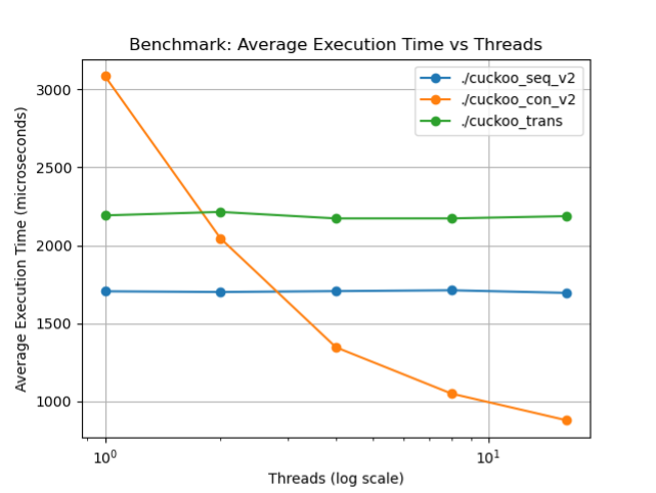 Benchmark: Average Execution Time vs Threads
./cuckoo_seq_v2
./cuckoo_con_v2
./cuckoo_trans
Average Execution Time (microseconds)
3000
2500
2000
1500
1000
10⁰
10¹
Threads (log scale)